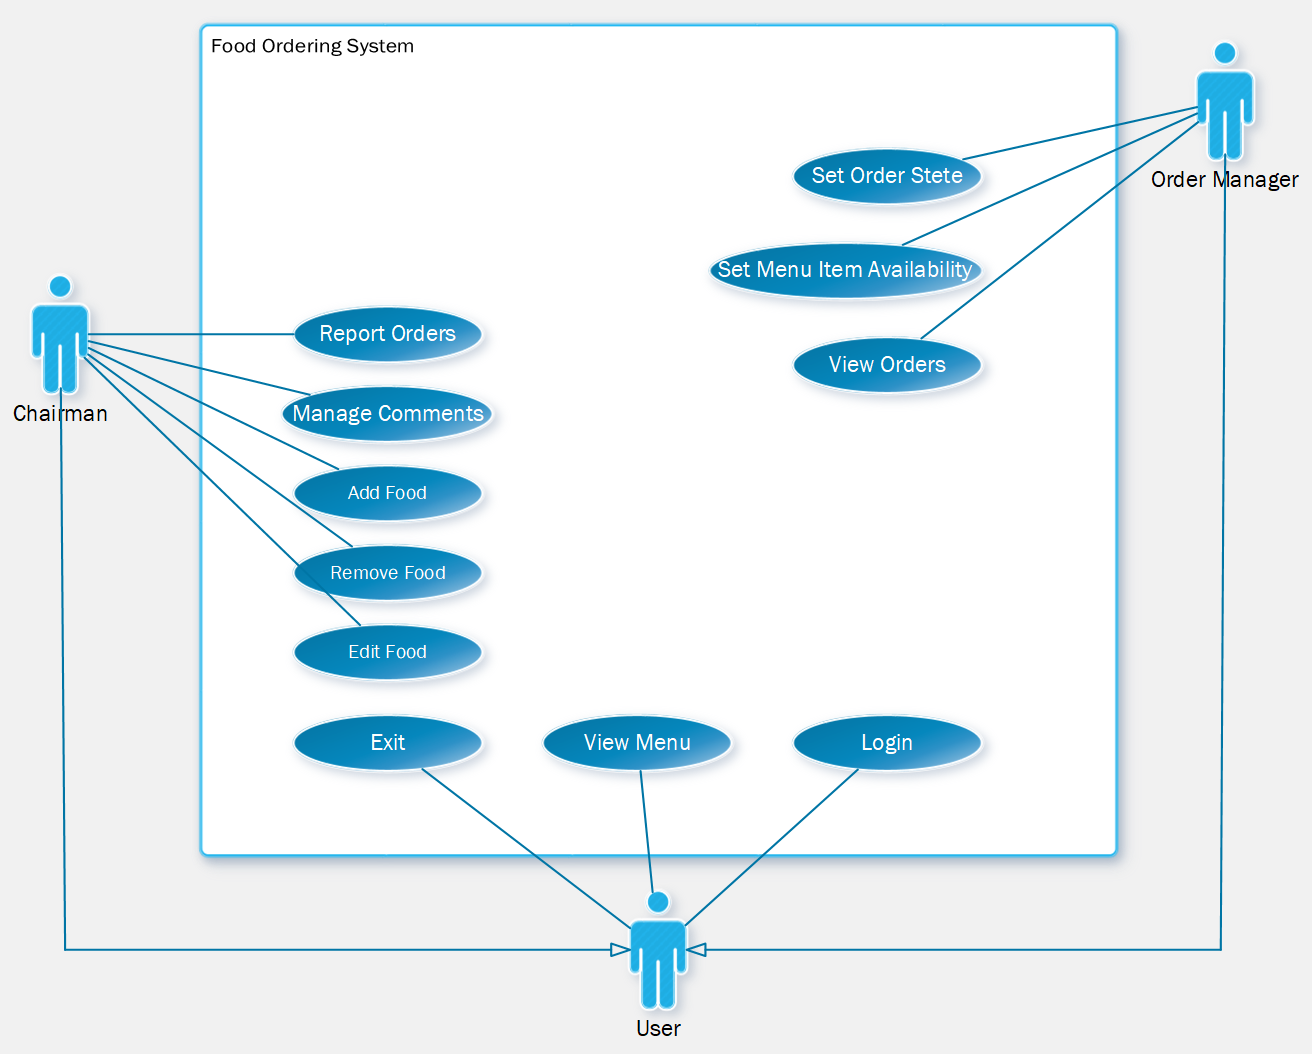 Food Ordering System
Set Order Stete
Order Manager
Set Menu Item Availability
Report Orders
View Orders
Chairman
Manage Comments
Add Food
Remove Food
Edit Food
Exit
View Menu
Login
User